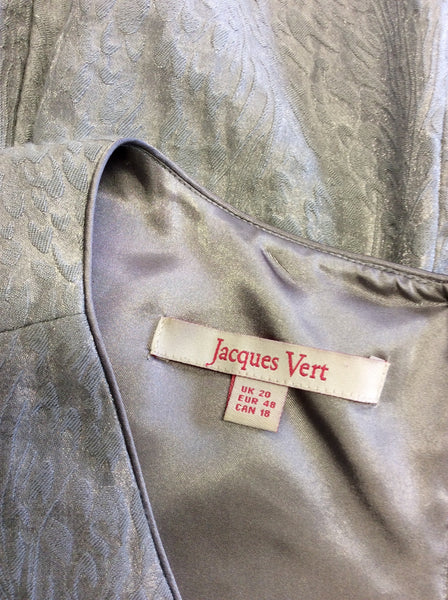 Jacques Vert
UK 20
EUR 48
CAN 18